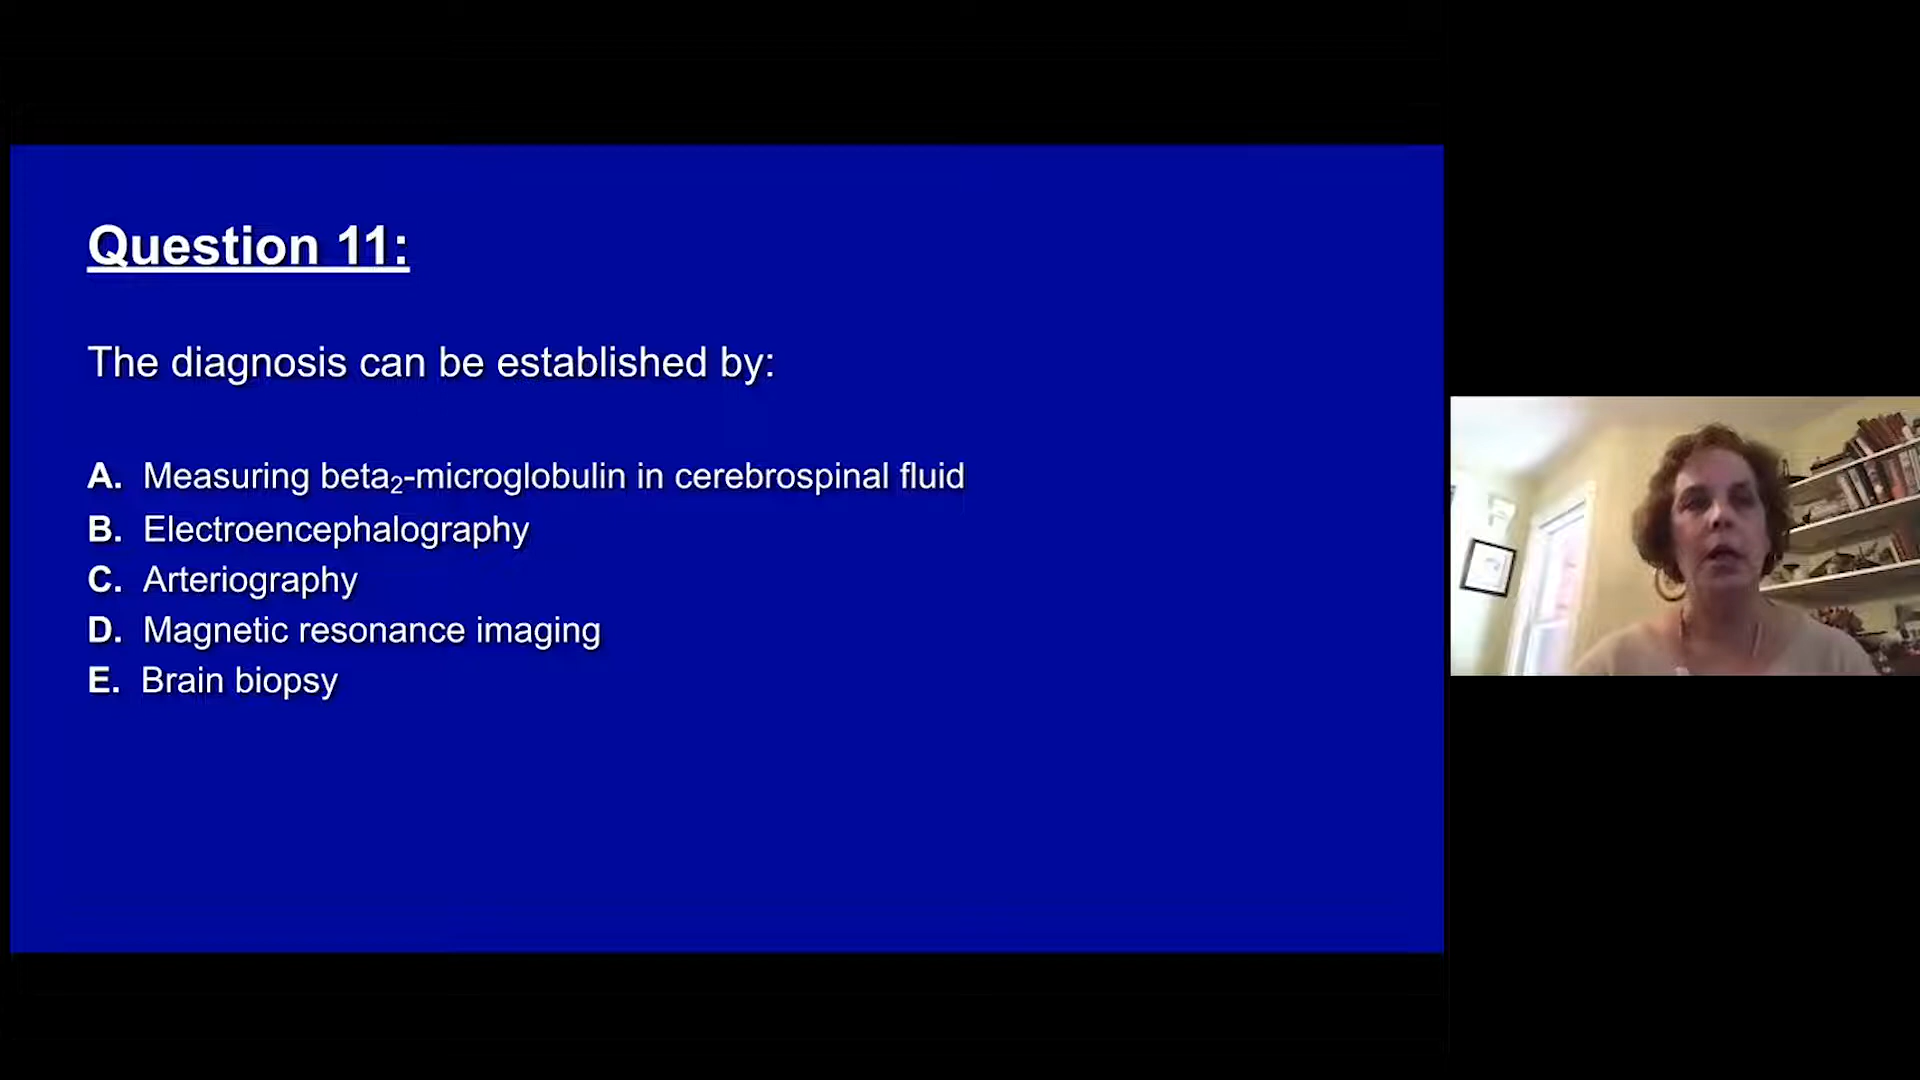 Question 11:
The diagnosis can be established by:
A. Measuring beta₂-microglobulin in cerebrospinal fluid
B. Electroencephalography
C. Arteriography
D. Magnetic resonance imaging
E. Brain biopsy